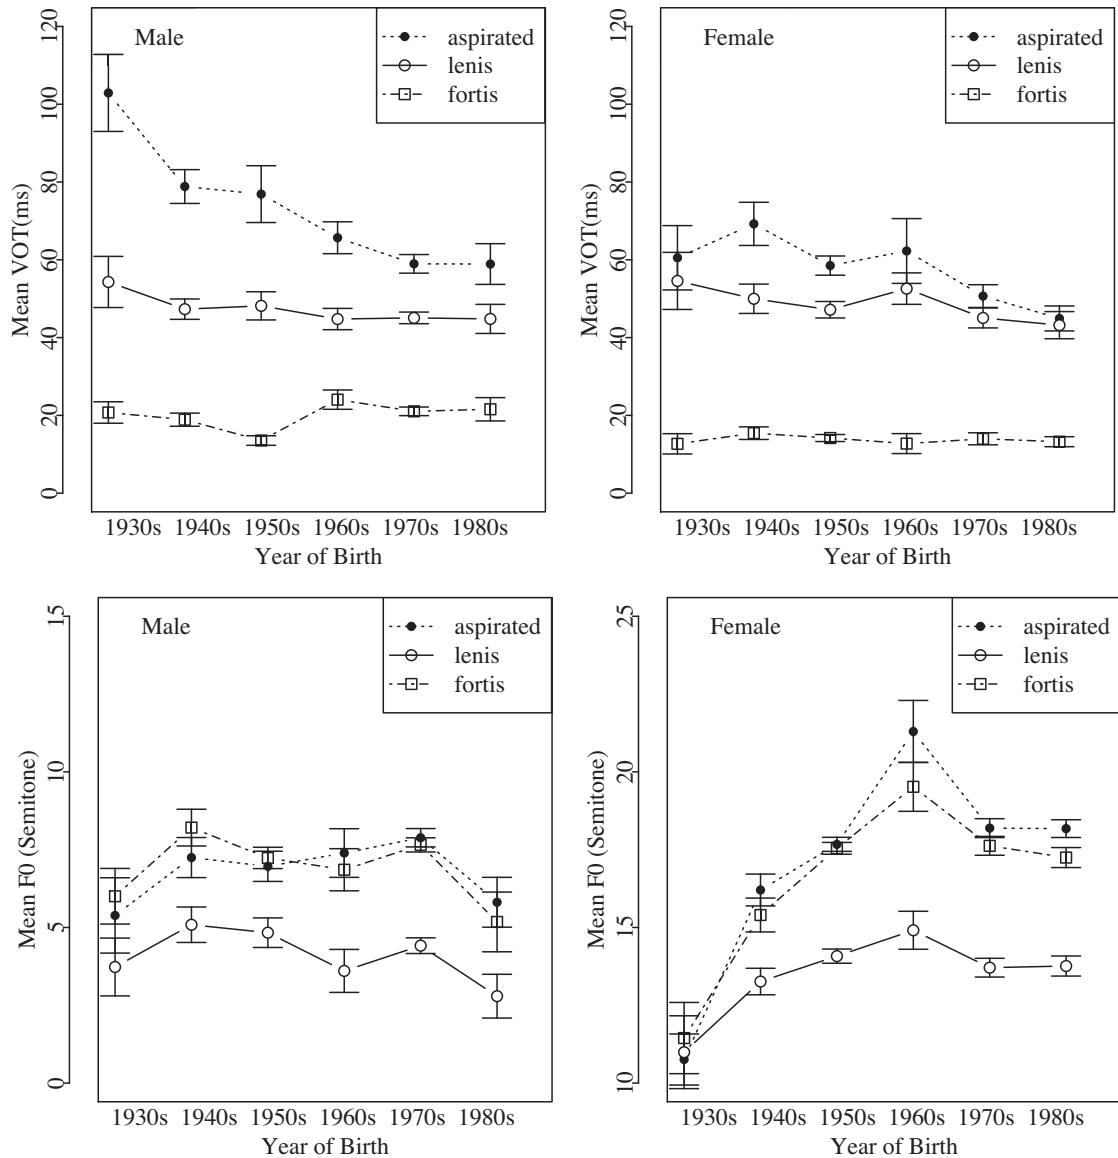 Male
aspirated
lenis
fortis
Mean VOT(ms)
120
100
80
60
40
20
0
1930s 1940s 1950s 1960s 1970s 1980s
Year of Birth
Female
aspirated
lenis
fortis
Mean VOT(ms)
120
100
80
60
40
20
0
1930s 1940s 1950s 1960s 1970s 1980s
Year of Birth
Male
aspirated
lenis
fortis
Mean F0 (Semitone)
15
10
5
0
1930s 1940s 1950s 1960s 1970s 1980s
Year of Birth
Female
aspirated
lenis
fortis
Mean F0 (Semitone)
25
20
15
10
1930s 1940s 1950s 1960s 1970s 1980s
Year of Birth